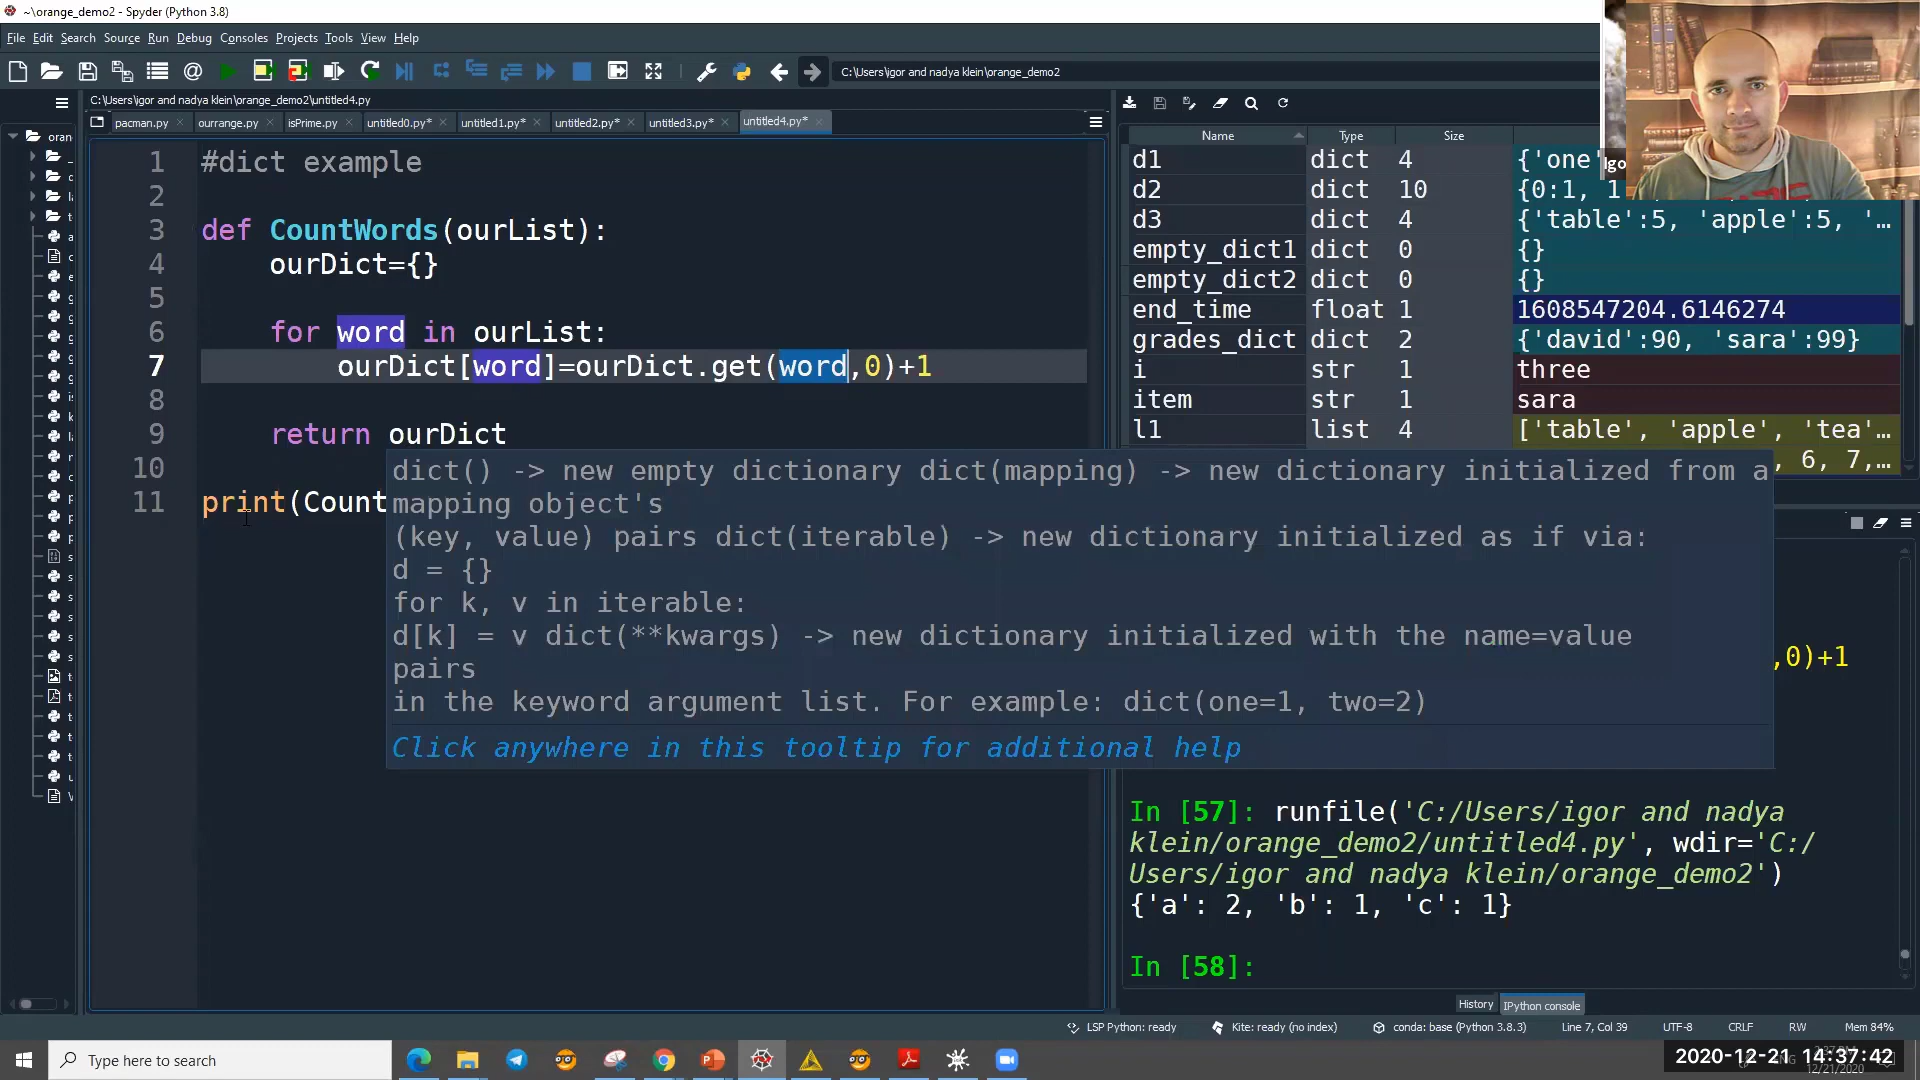 ~\orange_demo2 - Spyder (Python 3.8)
File Edit Search Source Run Debug Consoles Projects Tools View Help
C:\Users\igor and nadya klein\orange_demo2
C:\Users\igor and nadya klein\orange_demo2\untitled4.py
pacman.py ourrange.py isPrime.py untitled0.py* untitled1.py* untitled2.py* untitled3.py* untitled4.py*
1 #dict example
2
3 def CountWords(ourList):
4 ourDict={}
5
6 for word in ourList:
7 ourDict[word]=ourDict.get(word,0)+1
8
9 return ourDict
10
11 print(Count
dict() -> new empty dictionary dict(mapping) -> new dictionary initialized from a
mapping object's
(key, value) pairs dict(iterable) -> new dictionary initialized as if via:
d = {}
for k, v in iterable:
d[k] = v dict(**kwargs) -> new dictionary initialized with the name=value
pairs
in the keyword argument list. For example: dict(one=1, two=2)
Click anywhere in this tooltip for additional help
oran
Name Type Size
d1 dict 4 {'one'
d2 dict 10 {0:1, 1
d3 dict 4 {'table':5, 'apple':5, '…
empty_dict1 dict 0 {}
empty_dict2 dict 0 {}
end_time float 1 1608547204.6146274
grades_dict dict 2 {'david':90, 'sara':99}
i str 1 three
item str 1 sara
l1 list 4 ['table', 'apple', 'tea'…
, 6, 7,…
,0)+1
In [57]: runfile('C:/Users/igor and nadya
klein/orange_demo2/untitled4.py', wdir='C:/
Users/igor and nadya klein/orange_demo2')
{'a': 2, 'b': 1, 'c': 1}
In [58]:
History IPython console
LSP Python: ready Kite: ready (no index) conda: base (Python 3.8.3) Line 7, Col 39 UTF-8 CRLF RW Mem 84%
Type here to search
2020-12-21 14:37:42
12/21/2020